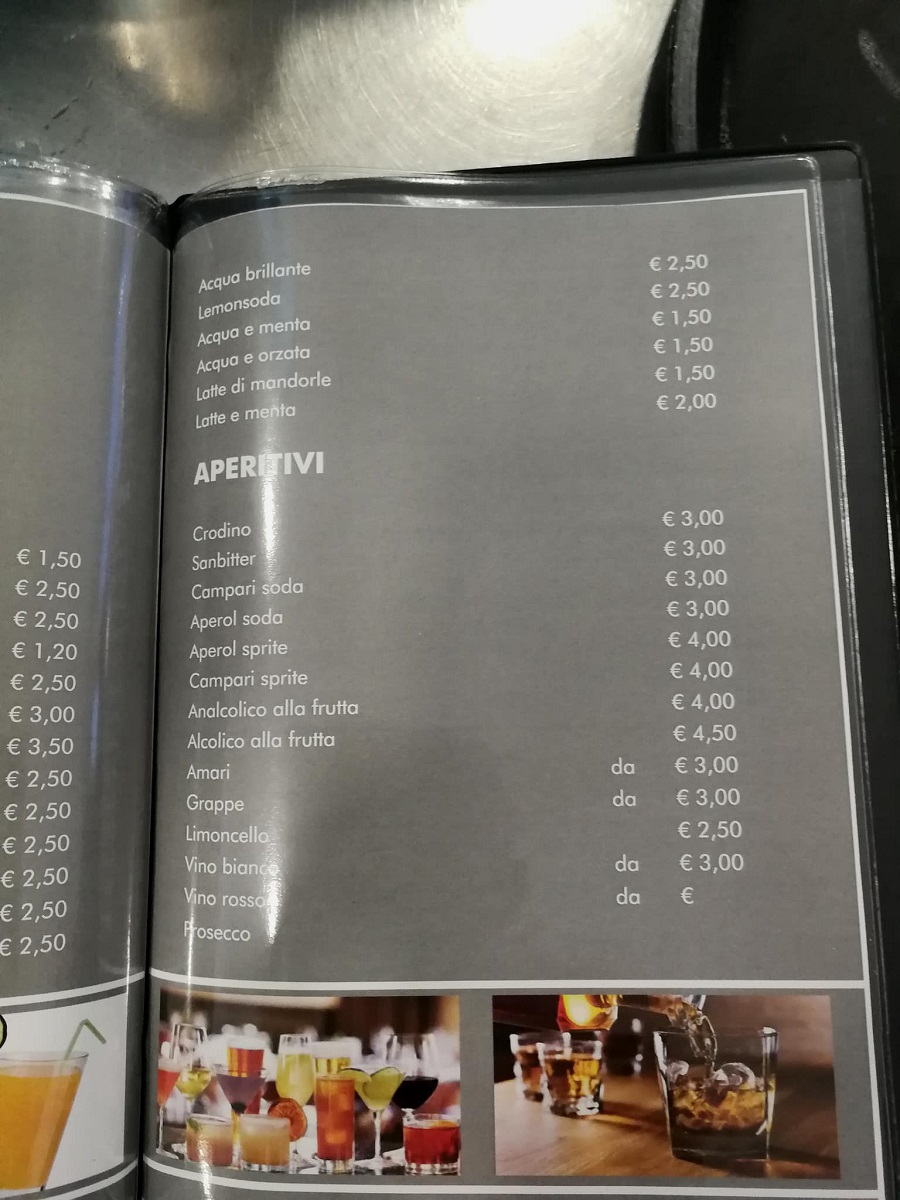 € 1,50
€ 2,50
€ 2,50
€ 1,20
€ 2,50
€ 3,00
€ 3,50
€ 2,50
€ 2,50
€ 2,50
€ 2,50
€ 2,50
€ 2,50
Acqua brillante € 2,50
Lemonsoda € 2,50
Acqua e menta € 1,50
Acqua e orzata € 1,50
Latte di mandorle € 1,50
Latte e menta € 2,00
APERITIVI
Crodino € 3,00
Sanbitter € 3,00
Campari soda € 3,00
Aperol soda € 3,00
Aperol sprite € 4,00
Campari sprite € 4,00
Analcolico alla frutta € 4,00
Alcolico alla frutta € 4,50
Amari da € 3,00
Grappe da € 3,00
Limoncello € 2,50
Vino bianco da € 3,00
Vino rosso da €
Prosecco